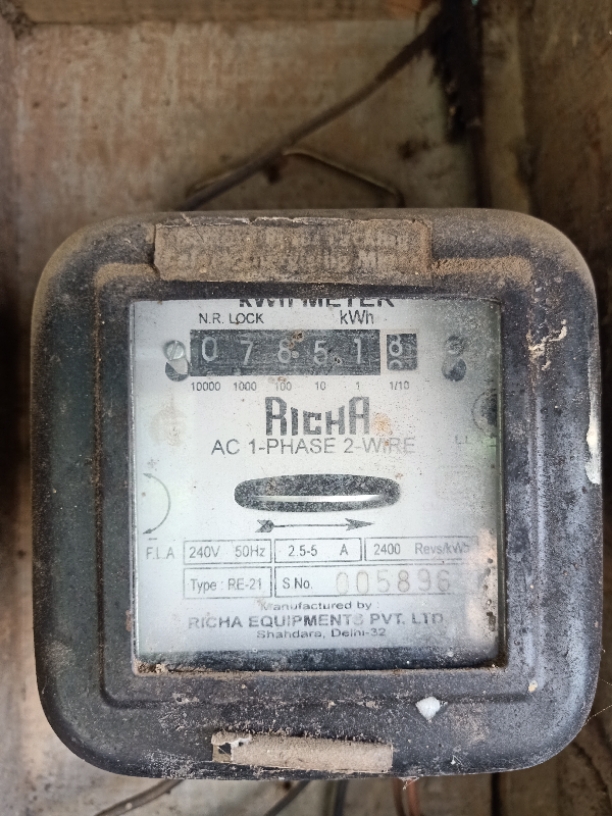 kWh METER
N.R. LOCK kWh
0 7 8 5 1 8
10000 1000 100 10 1 1/10
RICHA
AC 1-PHASE 2-WIRE
F.L.A 240V 50Hz 2.5-5 A 2400 Revs/kWh
Type : RE-21 S.No. 005896
Manufactured by :
RICHA EQUIPMENTS PVT. LTD
Shahdara, Delhi-32